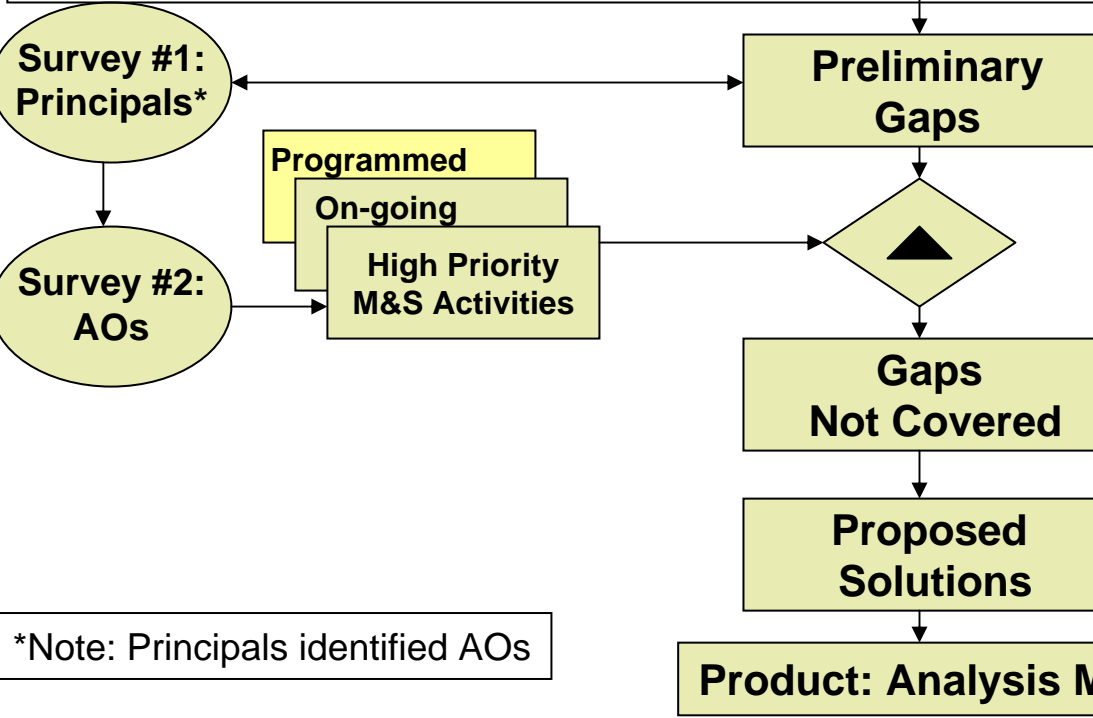 Survey #1:
Principals*
Preliminary
Gaps
Programmed
On-going
High Priority
M&S Activities
Survey #2:
AOs
Gaps
Not Covered
Proposed
Solutions
*Note: Principals identified AOs
Product: Analysis